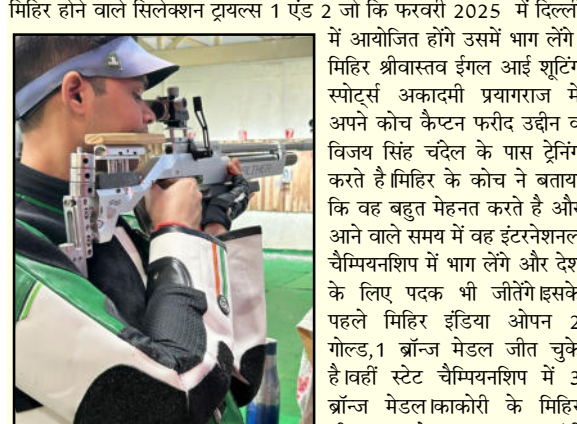 मिहिर होने वाले सिलेक्शन ट्रायल्स 1 एंड 2 जो कि फरवरी 2025 में दिल्ली
में आयोजित होंगे उसमें भाग लेंगे
मिहिर श्रीवास्तव ईगल आई शूटिंग
स्पोर्ट्स अकादमी प्रयागराज में
अपने कोच कैप्टन फरीद उद्दीन व
विजय सिंह चंदेल के पास ट्रेनिंग
करते है।मिहिर के कोच ने बताया
कि वह बहुत मेहनत करते है और
आने वाले समय में वह इंटरनेशनल
चैम्पियनशिप में भाग लेंगे और देश
के लिए पदक भी जीतेंगे।इसके
पहले मिहिर इंडिया ओपन 2
गोल्ड,1 ब्रॉन्ज मेडल जीत चुके
है।वहीं स्टेट चैम्पियनशिप में 3
ब्रॉन्ज मेडल।काकोरी के मिहिर